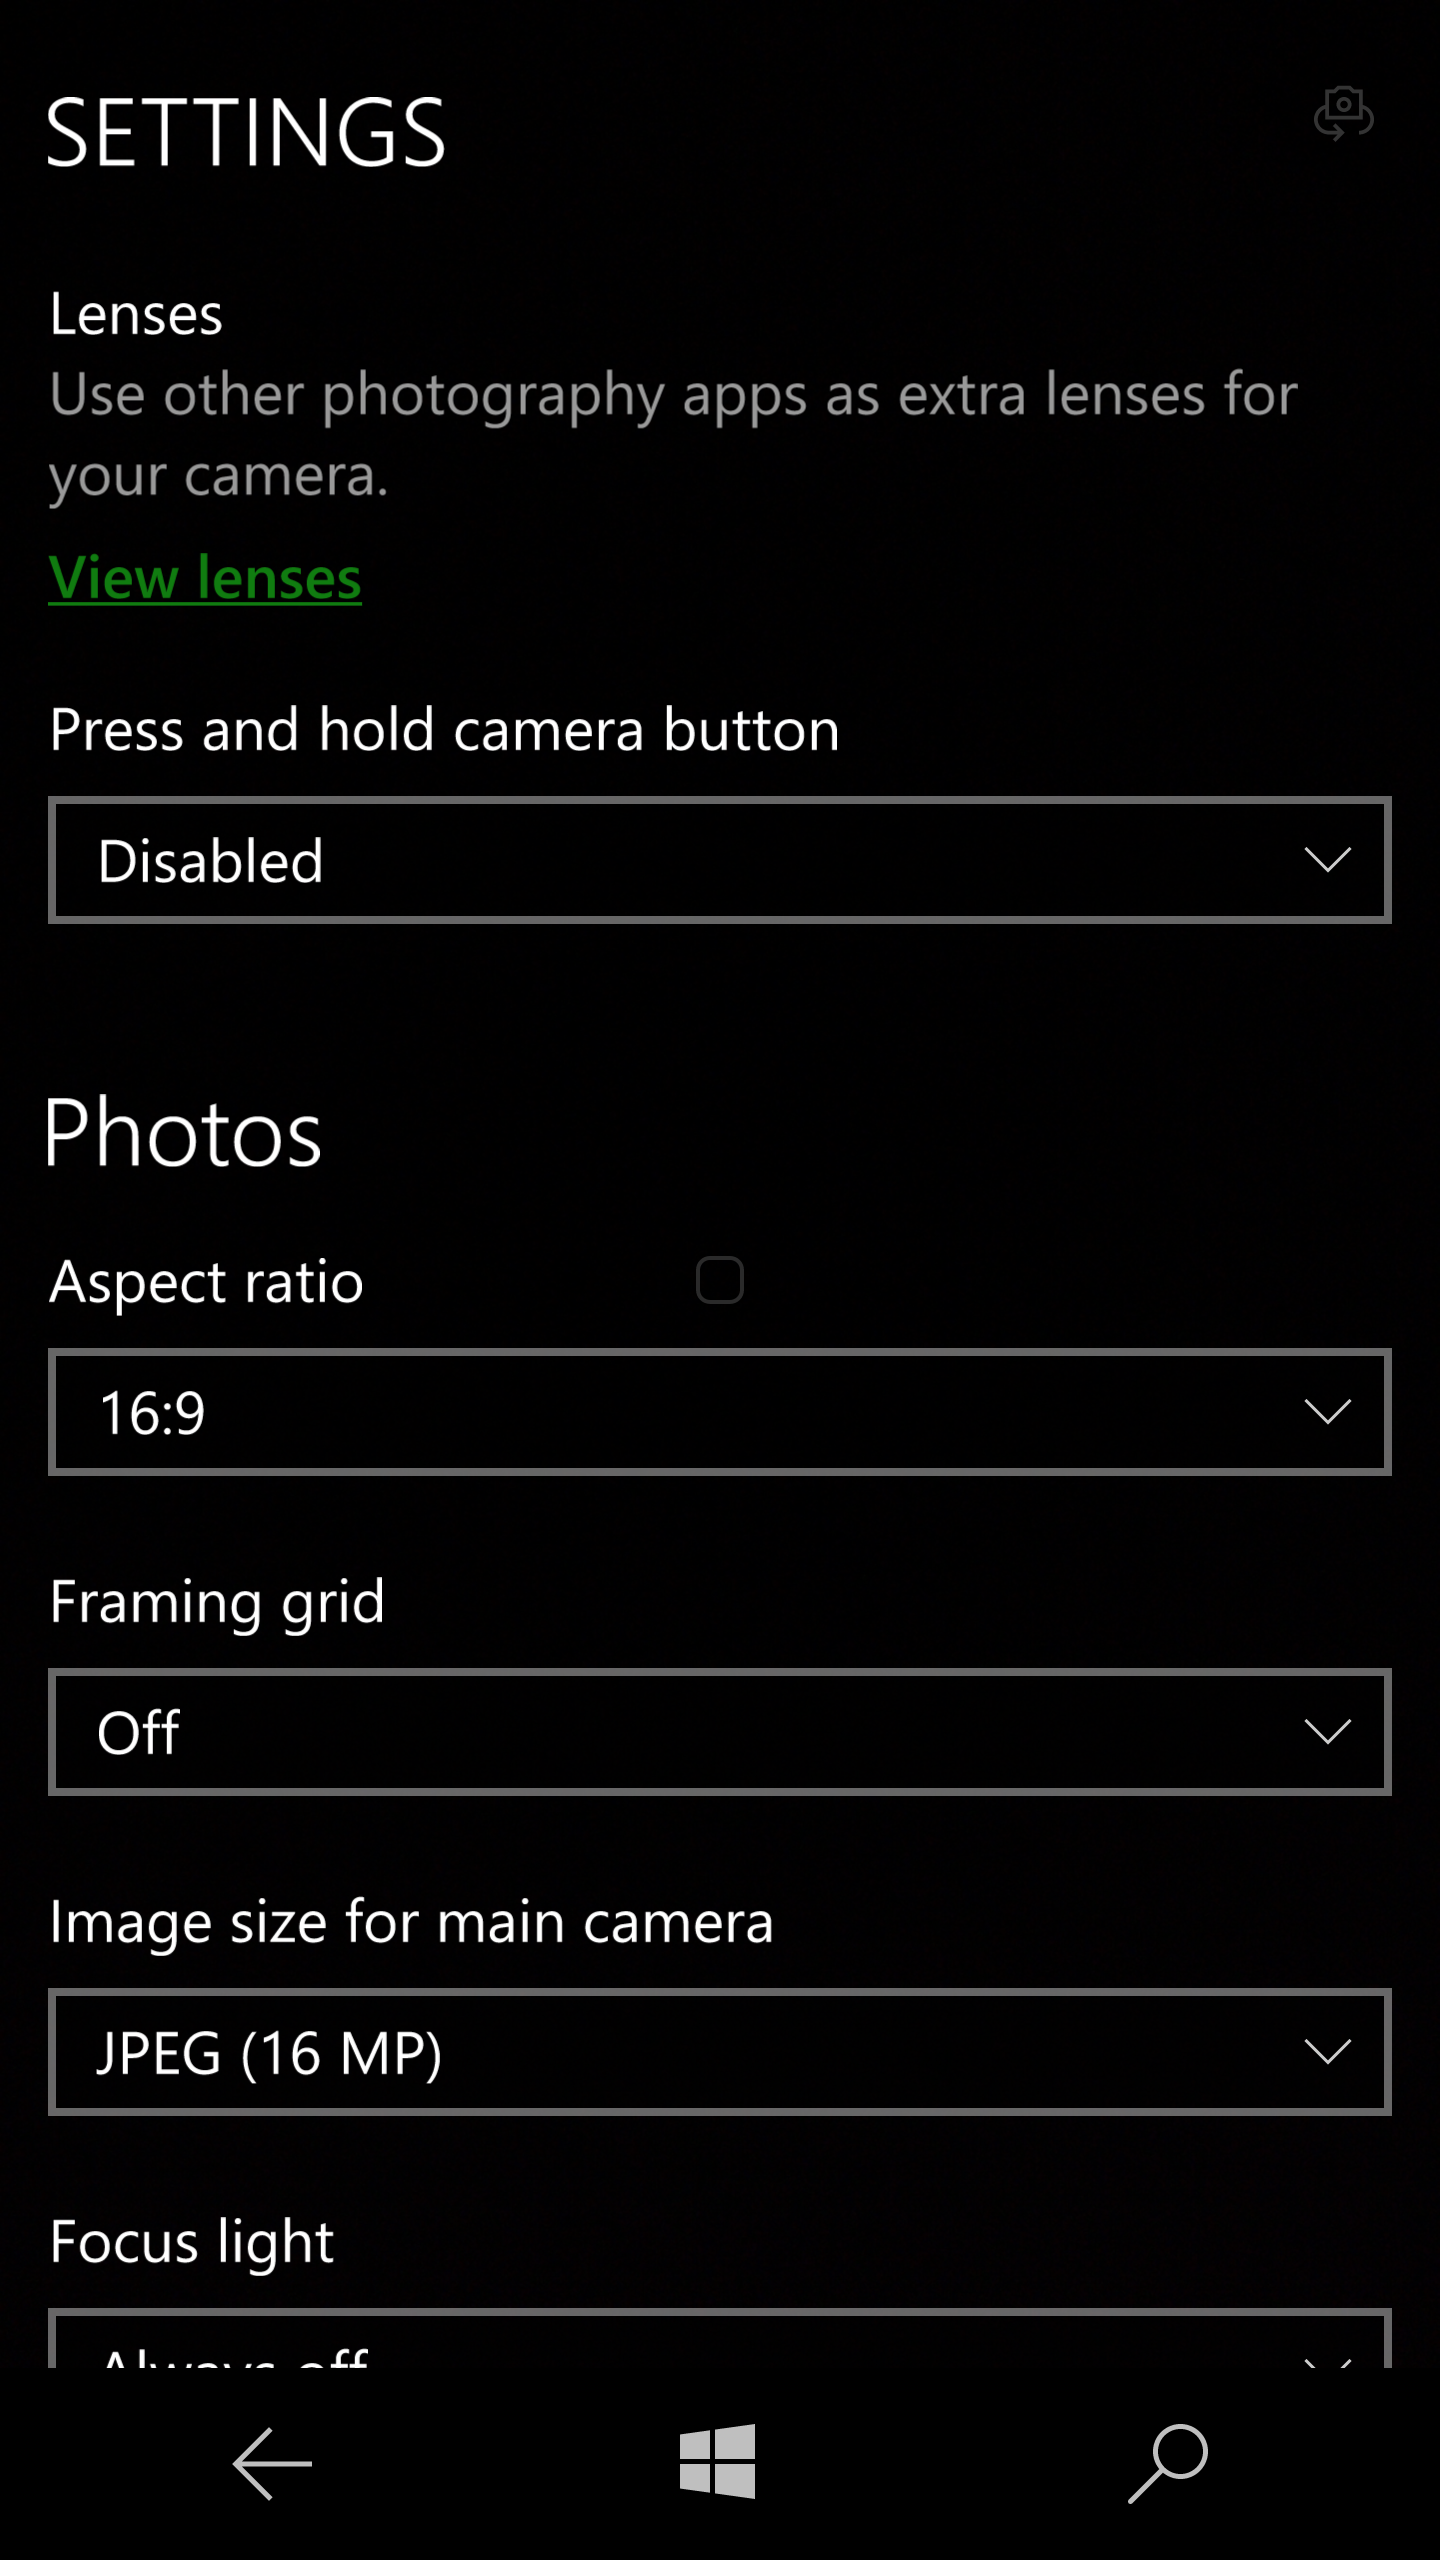 SETTINGS
Lenses
Use other photography apps as extra lenses for
your camera.
View lenses
Press and hold camera button
Disabled
Photos
Aspect ratio
16:9
Framing grid
Off
Image size for main camera
JPEG (16 MP)
Focus light
Always off